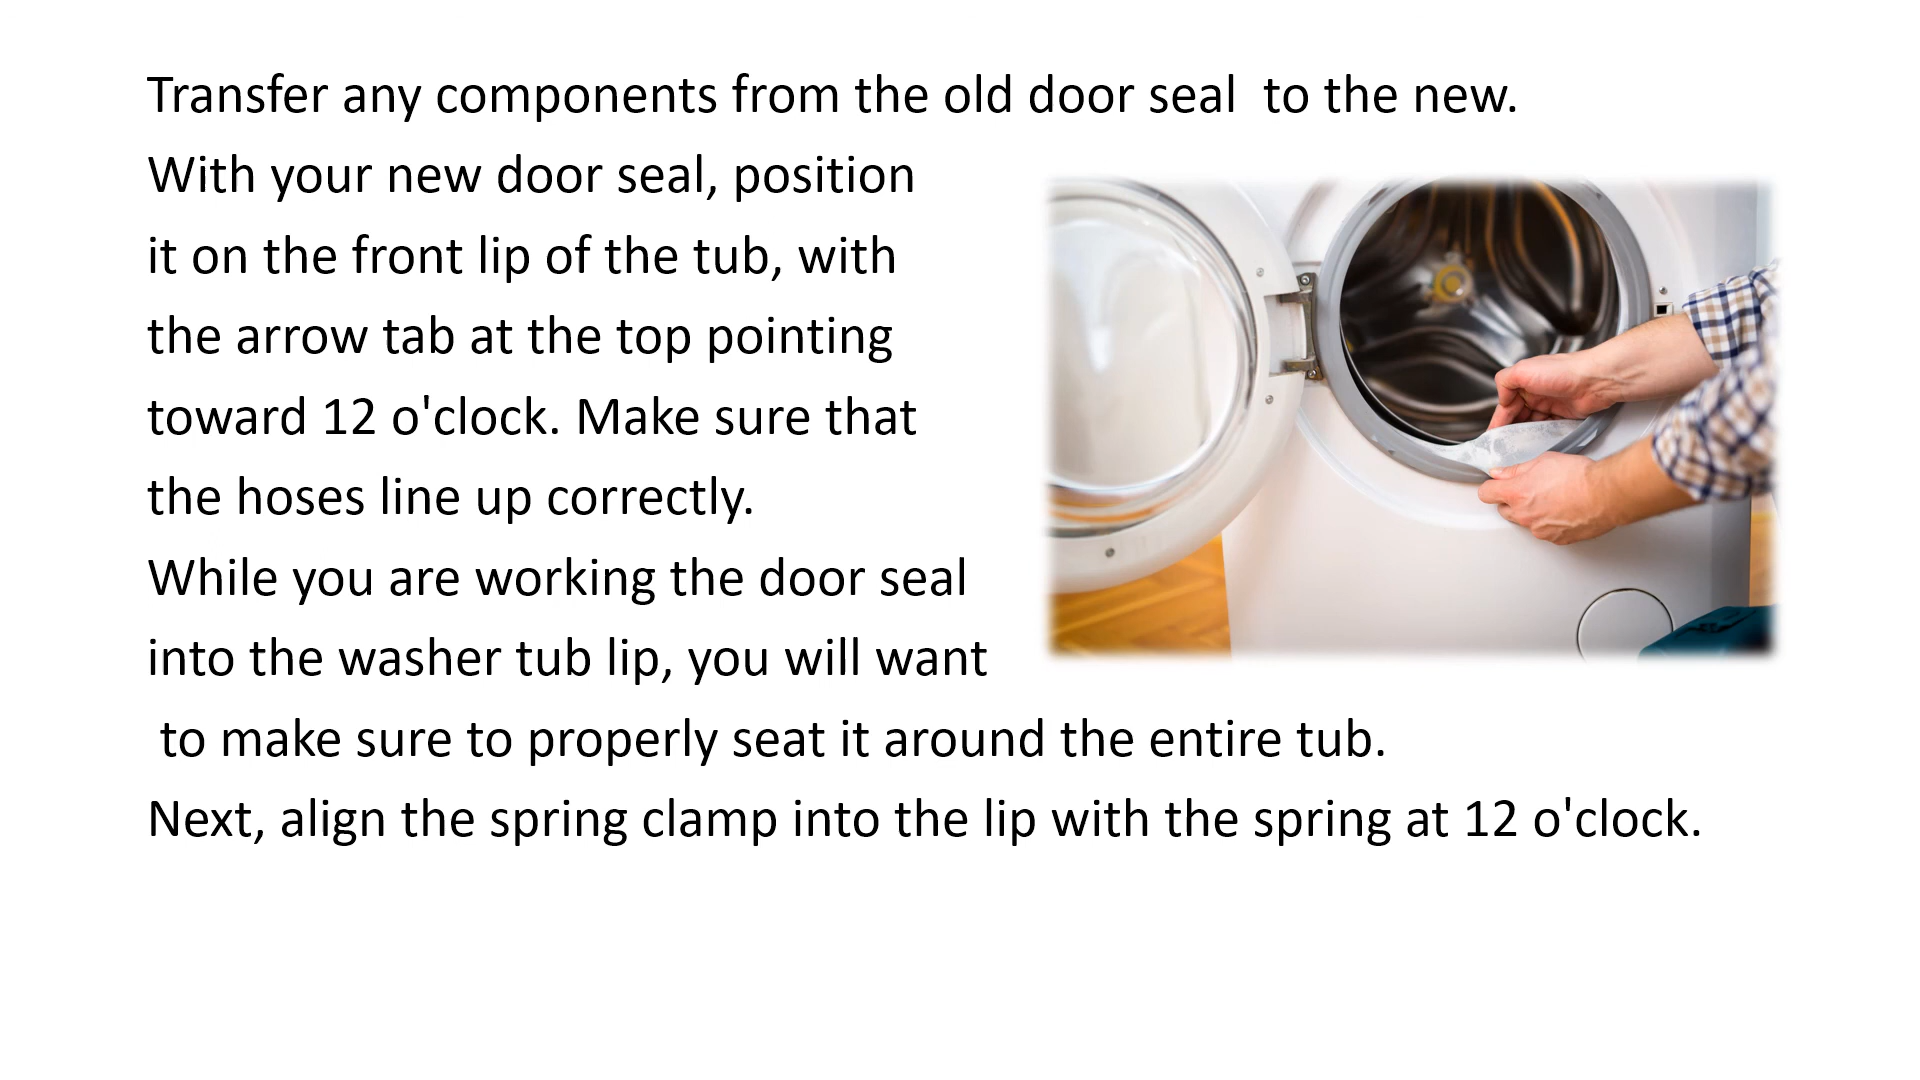 Transfer any components from the old door seal  to the new.
With your new door seal, position
it on the front lip of the tub, with
the arrow tab at the top pointing
toward 12 o'clock. Make sure that
the hoses line up correctly.
While you are working the door seal
into the washer tub lip, you will want
 to make sure to properly seat it around the entire tub.
Next, align the spring clamp into the lip with the spring at 12 o'clock.